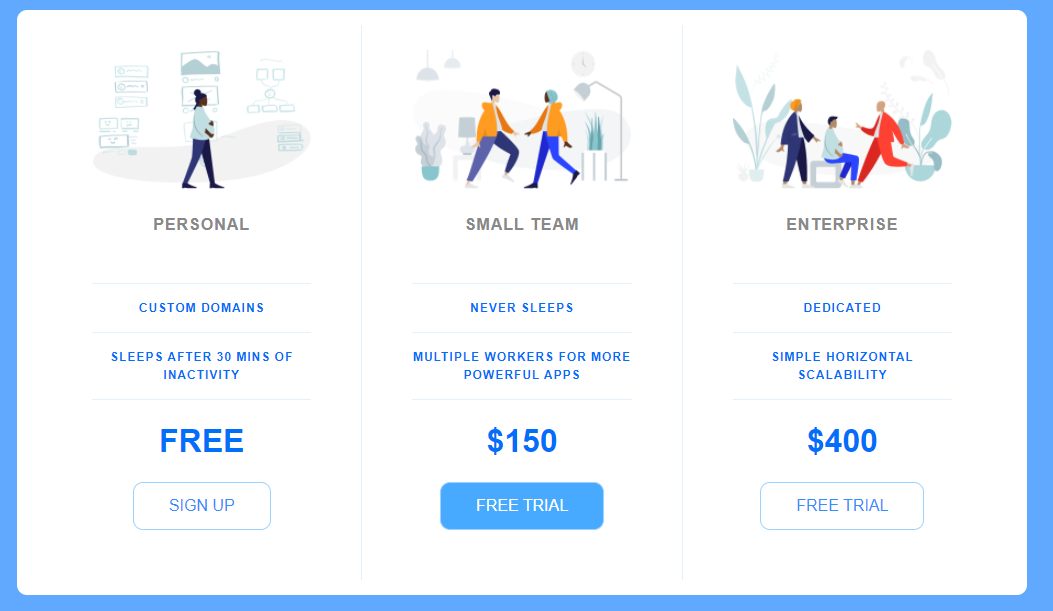 PERSONAL
CUSTOM DOMAINS
SLEEPS AFTER 30 MINS OF
INACTIVITY
FREE
SIGN UP
SMALL TEAM
NEVER SLEEPS
MULTIPLE WORKERS FOR MORE
POWERFUL APPS
$150
FREE TRIAL
ENTERPRISE
DEDICATED
SIMPLE HORIZONTAL
SCALABILITY
$400
FREE TRIAL